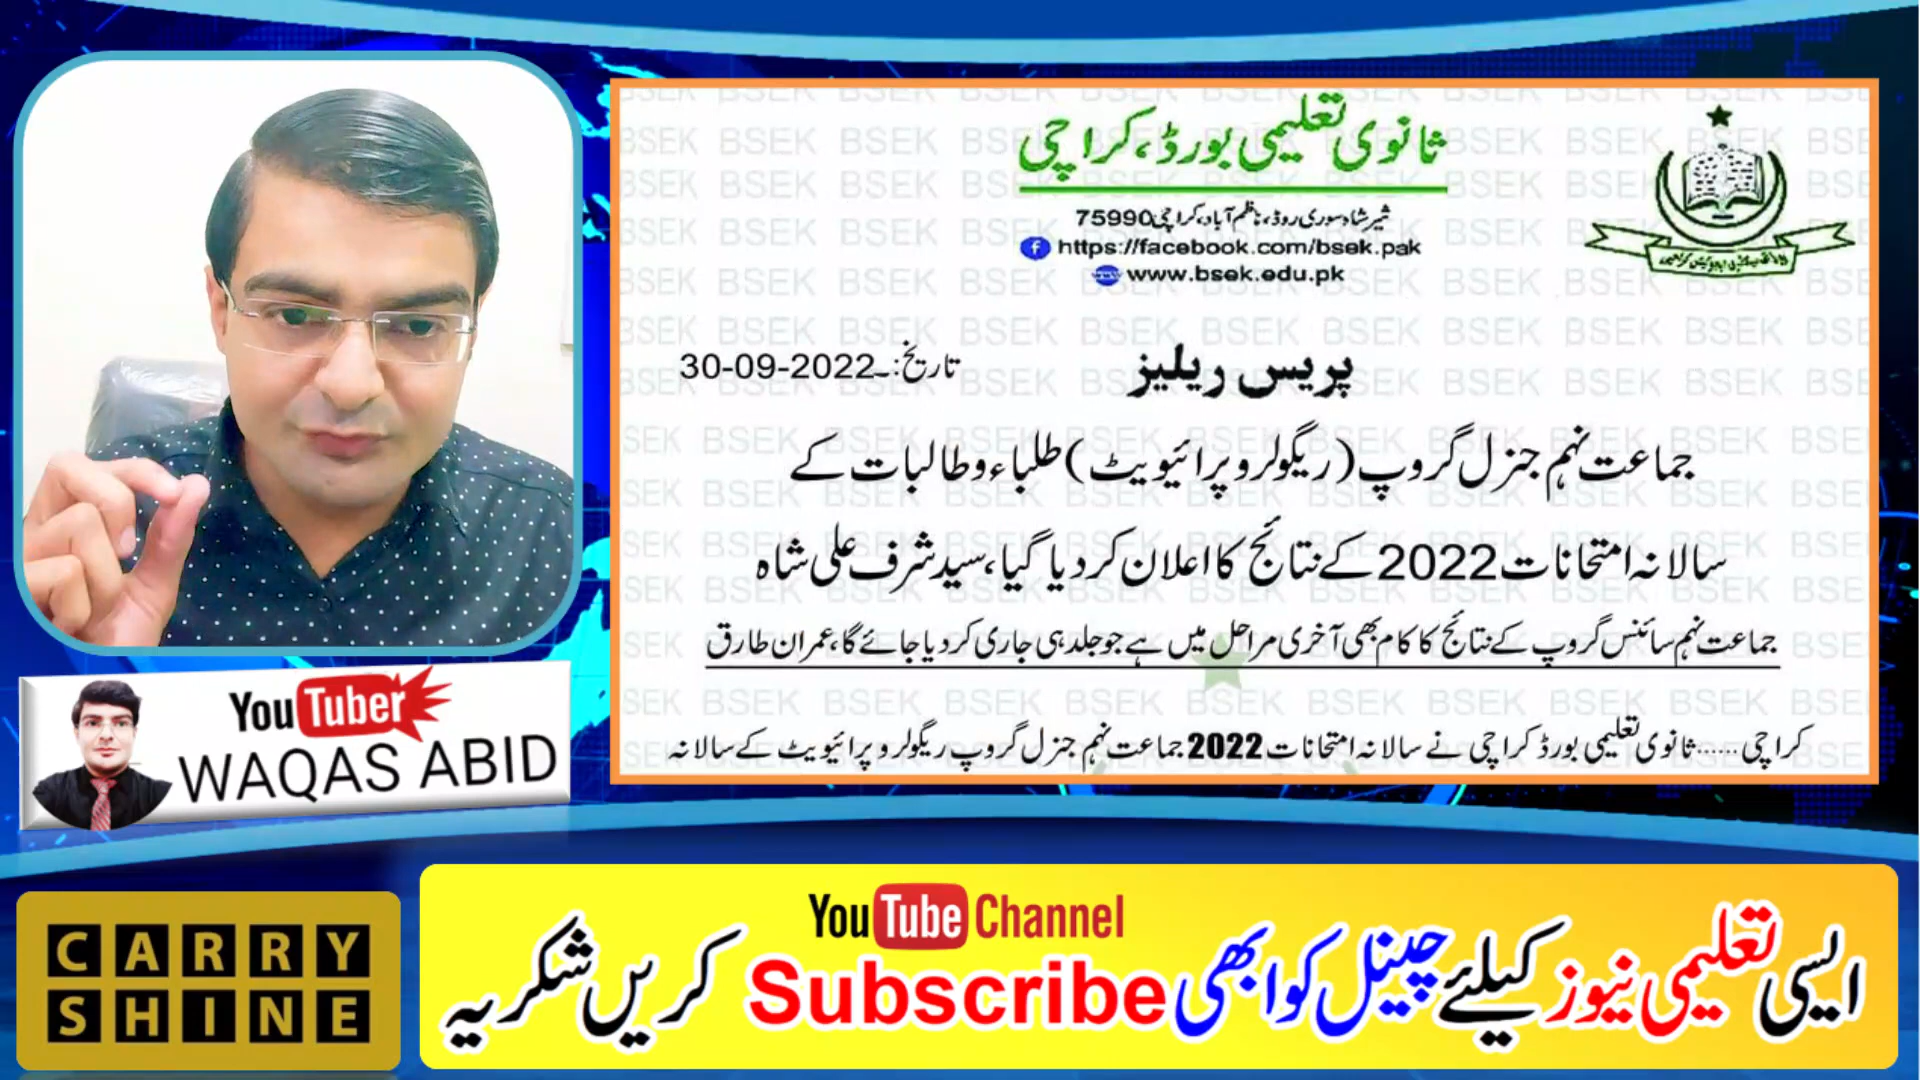 ثانوی تعلیمی بورڈ، کراچی
شیر شاہ سوری روڈ، ناظم آباد، کراچی 75990
https://facebook.com/bsek.pak
www.bsek.edu.pk
پریس ریلیز
تاریخ:۔ 30-09-2022
جماعت نہم جنرل گروپ (ریگولر و پرائیویٹ) طلباء و طالبات کے
سالانہ امتحانات 2022 کے نتائج کا اعلان کردیا گیا، سید شرف علی شاہ
جماعت نہم سائنس گروپ کے نتائج کا کام بھی آخری مراحل میں ہے جو جلد ہی جاری کردیا جائے گا، عمران طارق
کراچی ...... ثانوی تعلیمی بورڈ کراچی نے سالانہ امتحانات 2022 جماعت نہم جنرل گروپ ریگولر و پرائیویٹ کے سالانہ
YouTuber
WAQAS ABID
CARRY
SHINE
YouTube Channel
ایسی تعلیمی نیوز کیلئے چینل کو ابھی Subscribe کریں شکریہ